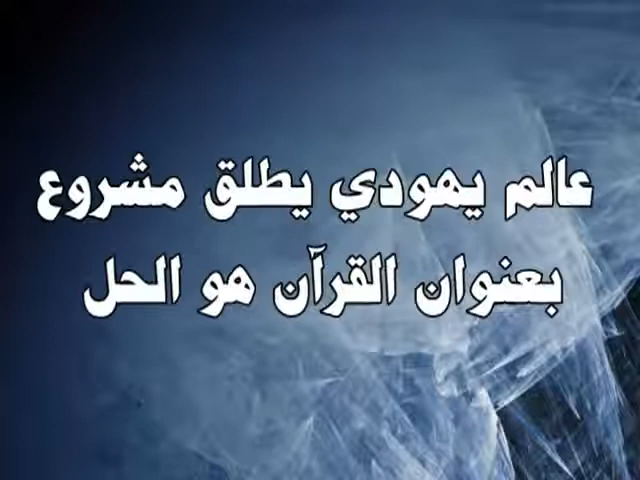 عالم يهودي يطلق مشروع
بعنوان القرآن هو الحل